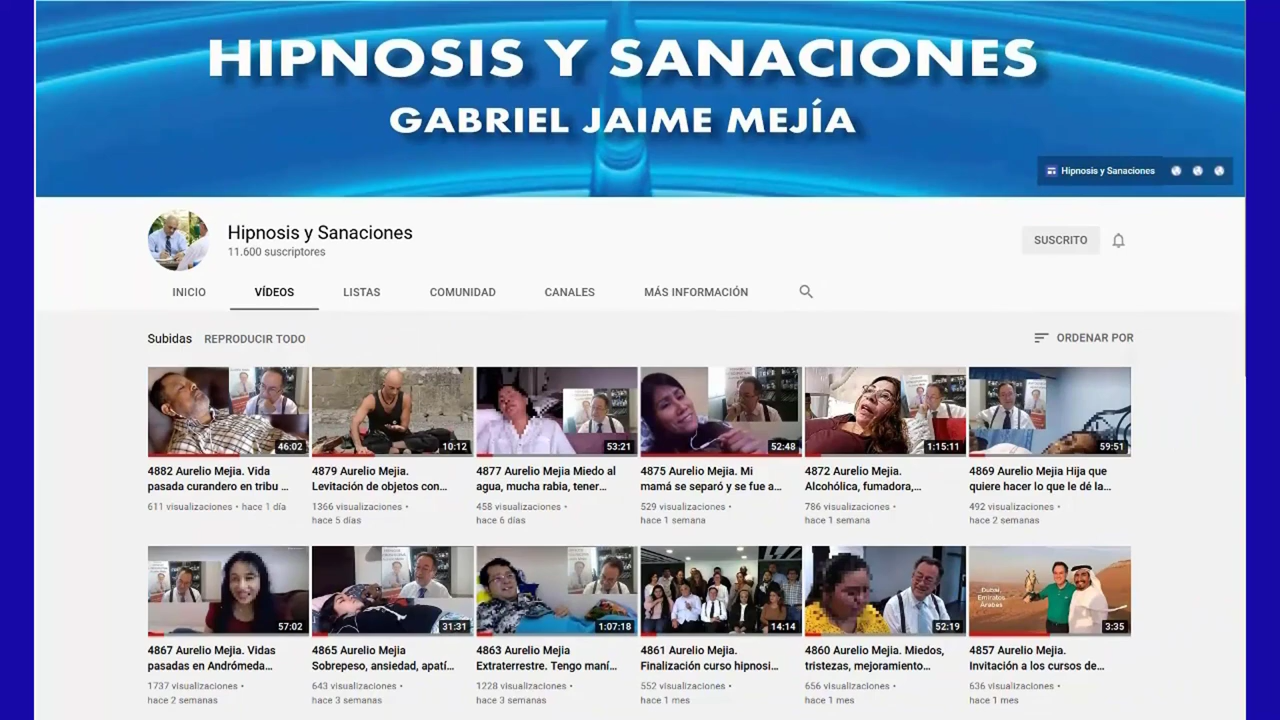 HIPNOSIS Y SANACIONES
GABRIEL JAIME MEJÍA
Hipnosis y Sanaciones
Hipnosis y Sanaciones
11.600 suscriptores
SUSCRITO
INICIO VÍDEOS LISTAS COMUNIDAD CANALES MÁS INFORMACIÓN
Subidas REPRODUCIR TODO ORDENAR POR
46:02 10:12 53:21 52:48 1:15:11 59:51
4882 Aurelio Mejia. Vida
pasada curandero en tribu ...
611 visualizaciones • hace 1 día
4879 Aurelio Mejia.
Levitación de objetos con...
1366 visualizaciones •
hace 5 días
4877 Aurelio Mejia Miedo al
agua, mucha rabia, tener...
458 visualizaciones •
hace 6 días
4875 Aurelio Mejia. Mi
mamá se separó y se fue a...
529 visualizaciones •
hace 1 semana
4872 Aurelio Mejia.
Alcohólica, fumadora,...
786 visualizaciones •
hace 1 semana
4869 Aurelio Mejia Hija que
quiere hacer lo que le dé la...
492 visualizaciones •
hace 2 semanas
Dubai,
Emiratos
Árabes
57:02 31:31 1:07:18 14:14 52:19 3:35
4867 Aurelio Mejia. Vidas
pasadas en Andrómeda...
1737 visualizaciones •
hace 2 semanas
4865 Aurelio Mejia.
Sobrepeso, ansiedad, apatí...
643 visualizaciones •
hace 3 semanas
4863 Aurelio Mejia
Extraterrestre. Tengo maní...
1228 visualizaciones •
hace 3 semanas
4861 Aurelio Mejia.
Finalización curso hipnosi...
552 visualizaciones •
hace 1 mes
4860 Aurelio Mejia. Miedos,
tristezas, mejoramiento...
656 visualizaciones •
hace 1 mes
4857 Aurelio Mejia.
Invitación a los cursos de...
636 visualizaciones •
hace 1 mes